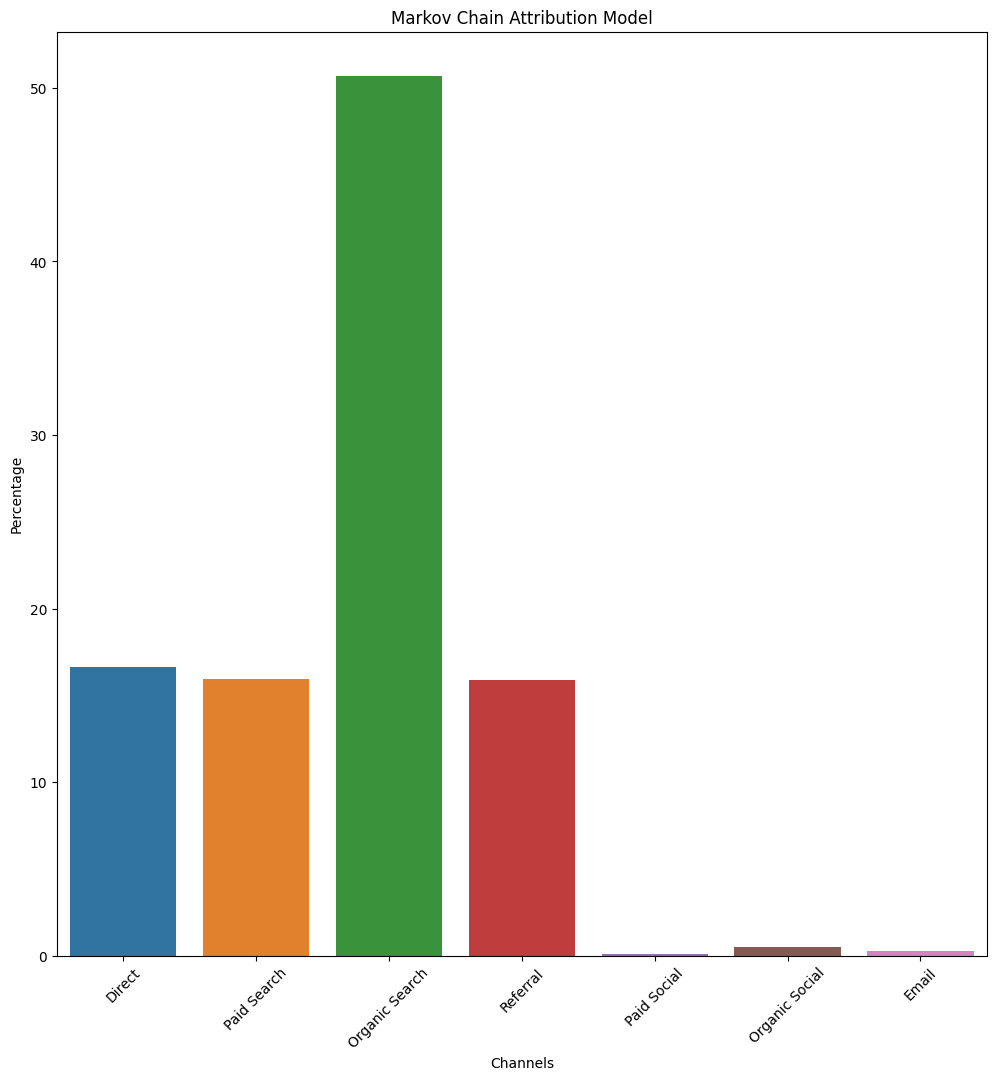 Markov Chain Attribution Model
Percentage
50
40
30
20
10
0
Direct
Paid Search
Organic Search
Referral
Paid Social
Organic Social
Email
Channels